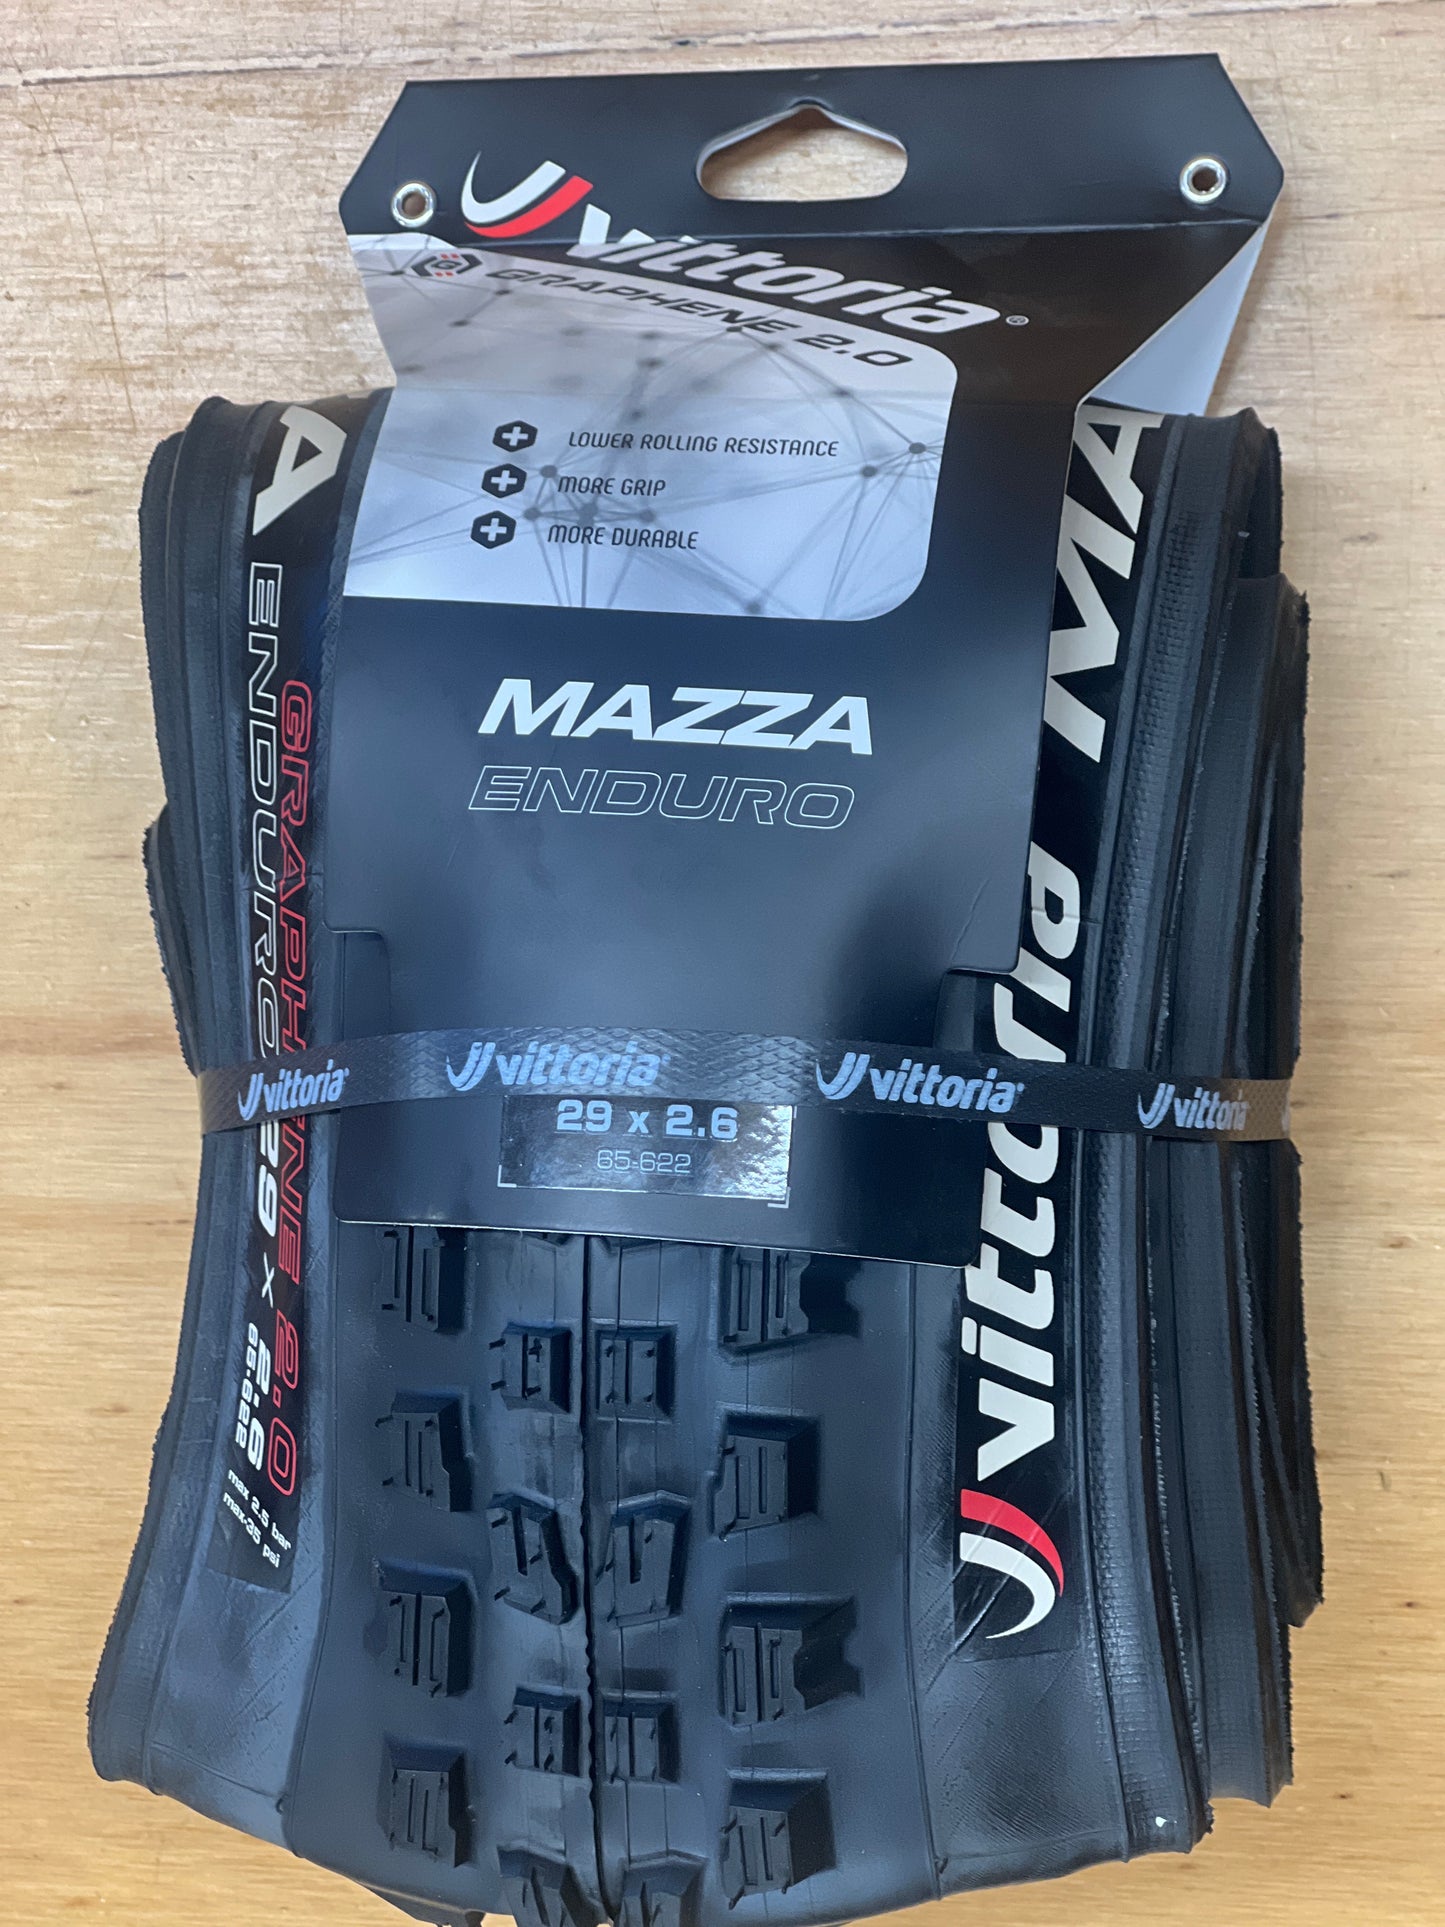 vittoria®
G GRAPHENE 2.0
LOWER ROLLING RESISTANCE
MORE GRIP
MORE DURABLE
MAZZA
ENDURO
vittoria vittoria vittoria vittoria
29 x 2.6
65-622
A
ENDURO 29 x 2.6
65-622
GRAPHENE 2.0
max 2.5 bar
max 35 psi
vittoria MA